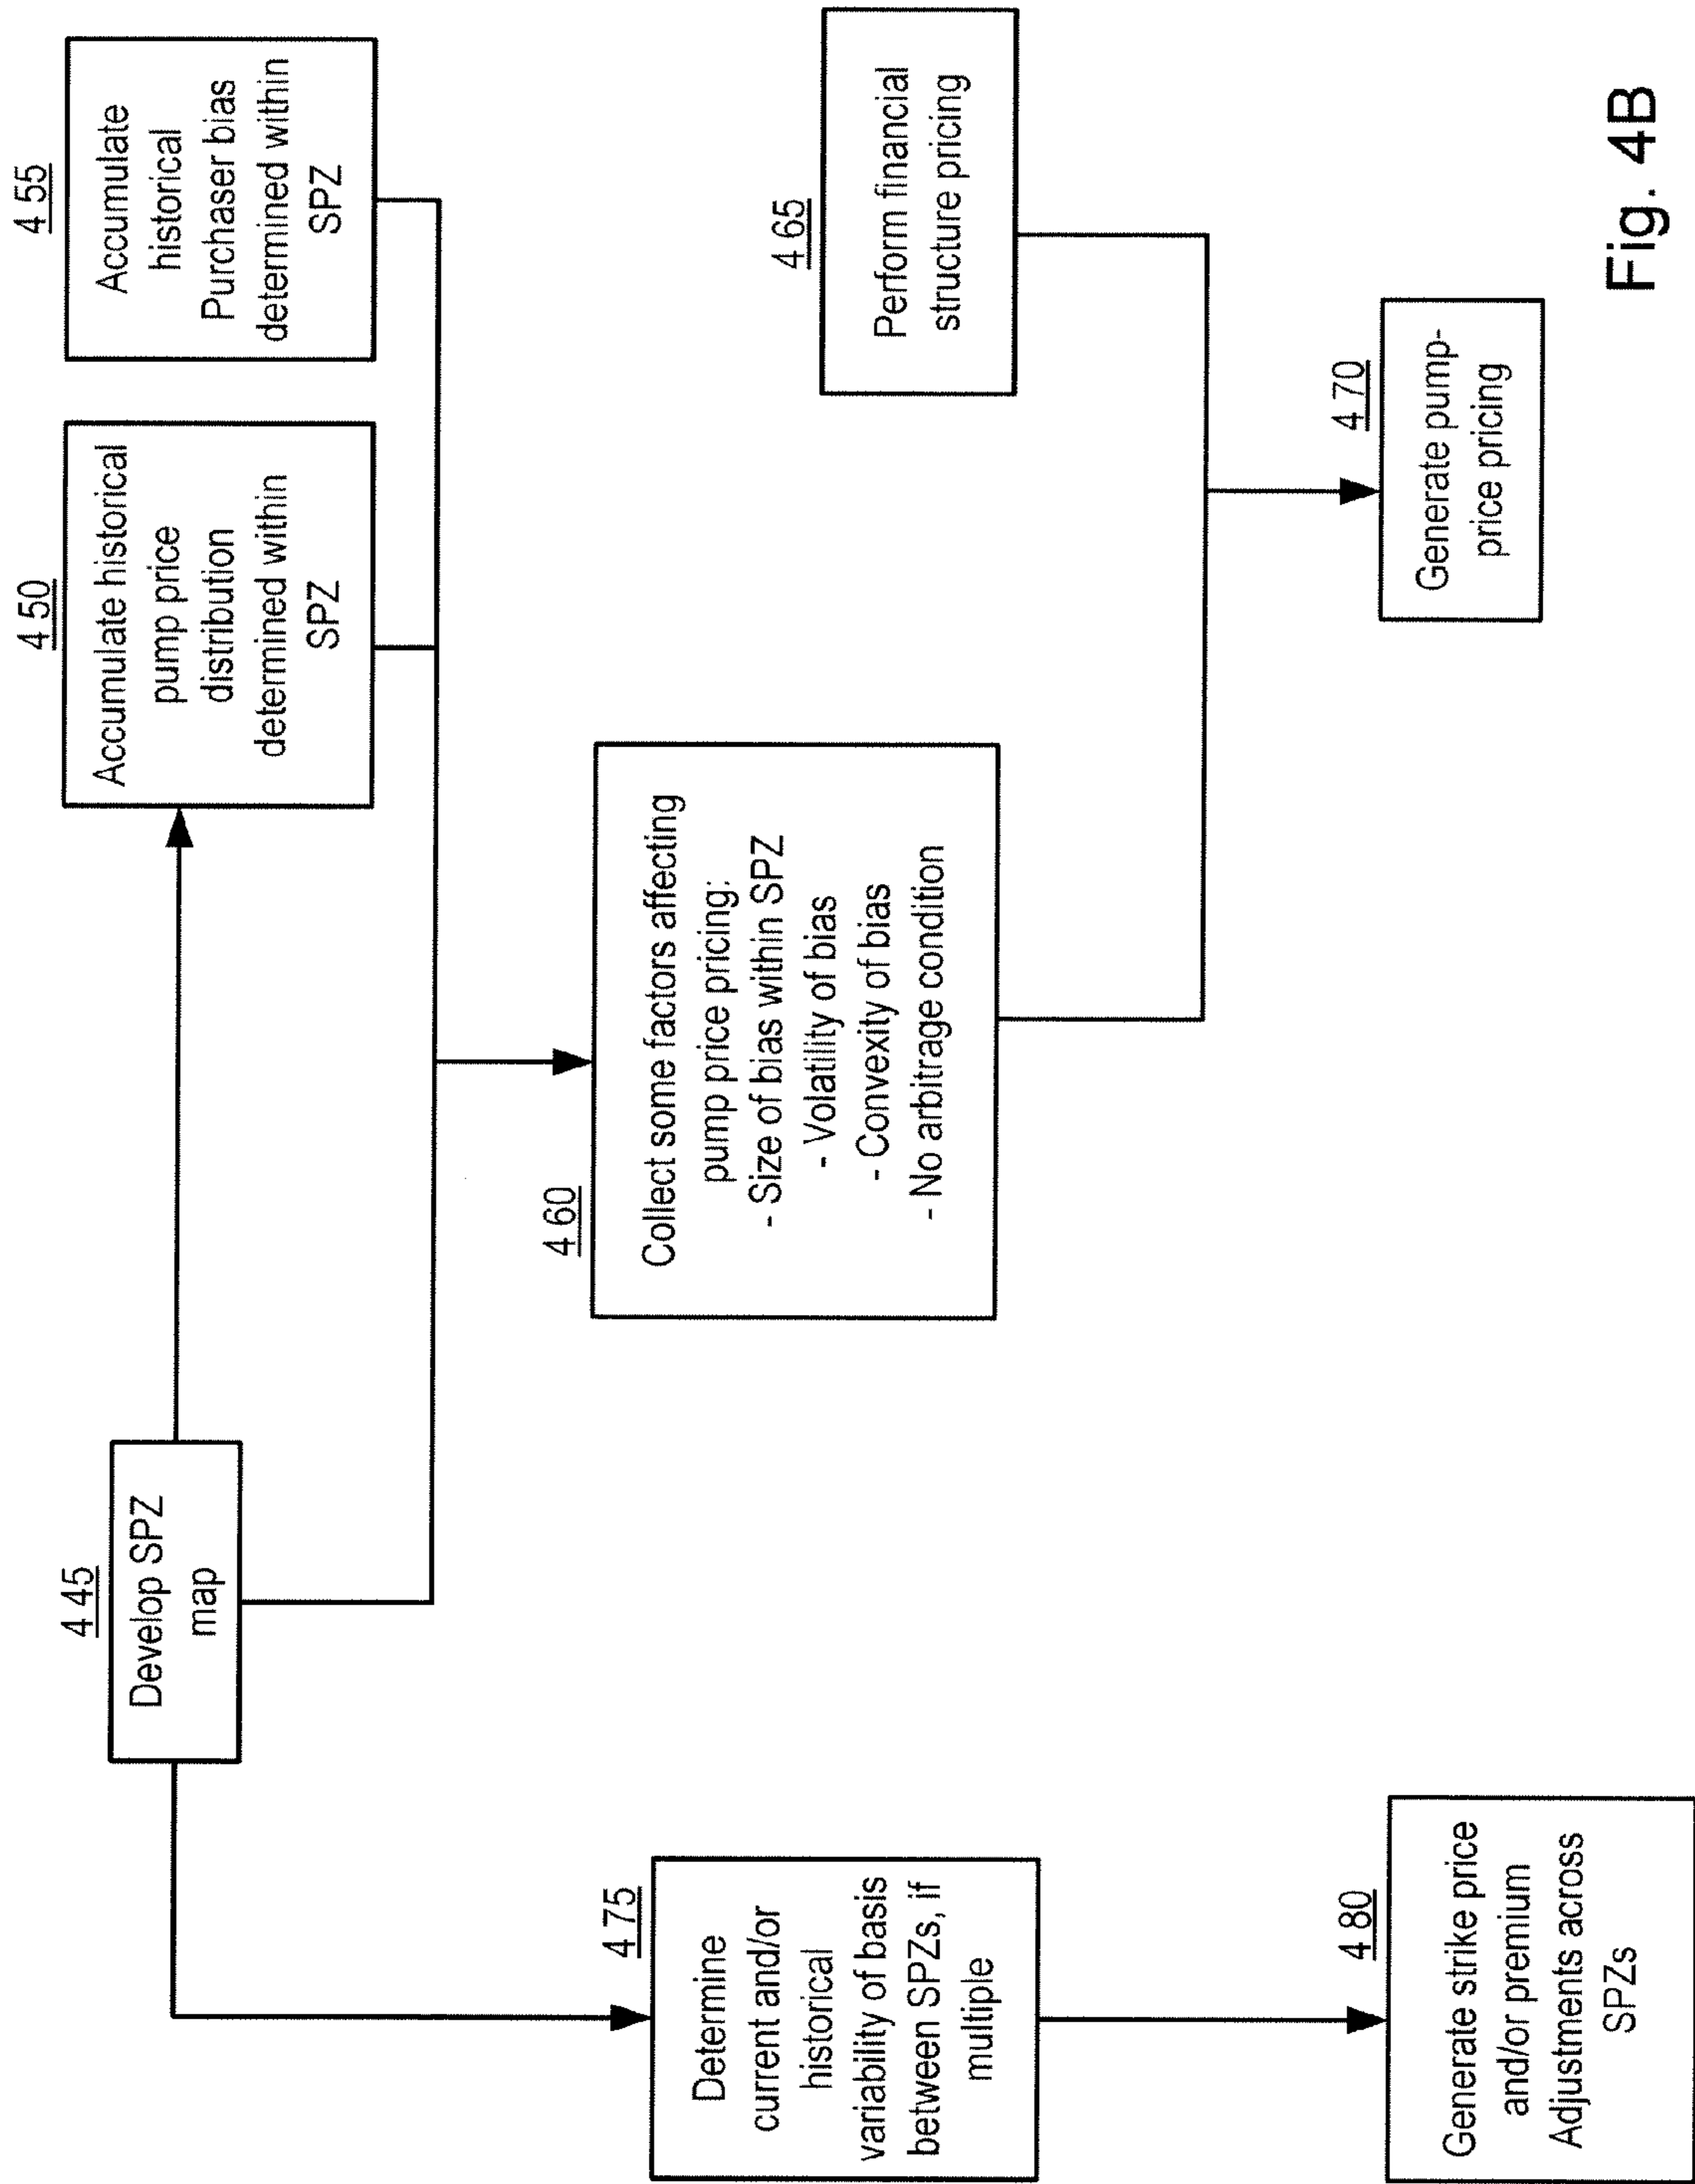 4 45
Develop SPZ
map
4 50
Accumulate historical
pump price
distribution
determined within
SPZ
4 55
Accumulate
historical
Purchaser bias
determined within
SPZ
4 75
Determine
current and/or
historical
variability of basis
between SPZs, if
multiple
4 60
Collect some factors affecting
pump price pricing:
- Size of bias within SPZ
- Volatility of bias
- Convexity of bias
- No arbitrage condition
4 65
Perform financial
structure pricing
4 80
Generate strike price
and/or premium
Adjustments across
SPZs
4 70
Generate pump-
price pricing
Fig. 4B